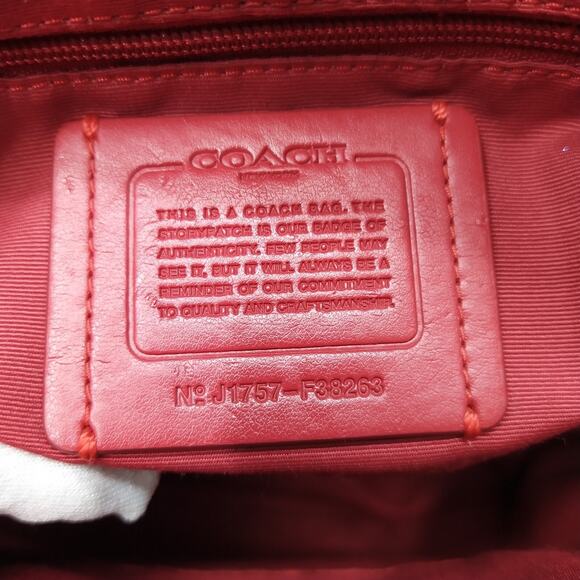 COACH
THIS IS A COACH BAG. THE
STORYPATCH IS OUR BADGE OF
AUTHENTICITY. FEW PEOPLE MAY
SEE IT, BUT IT WILL ALWAYS BE A
REMINDER OF OUR COMMITMENT
TO QUALITY AND CRAFTSMANSHIP.
Nº J1757-F38263